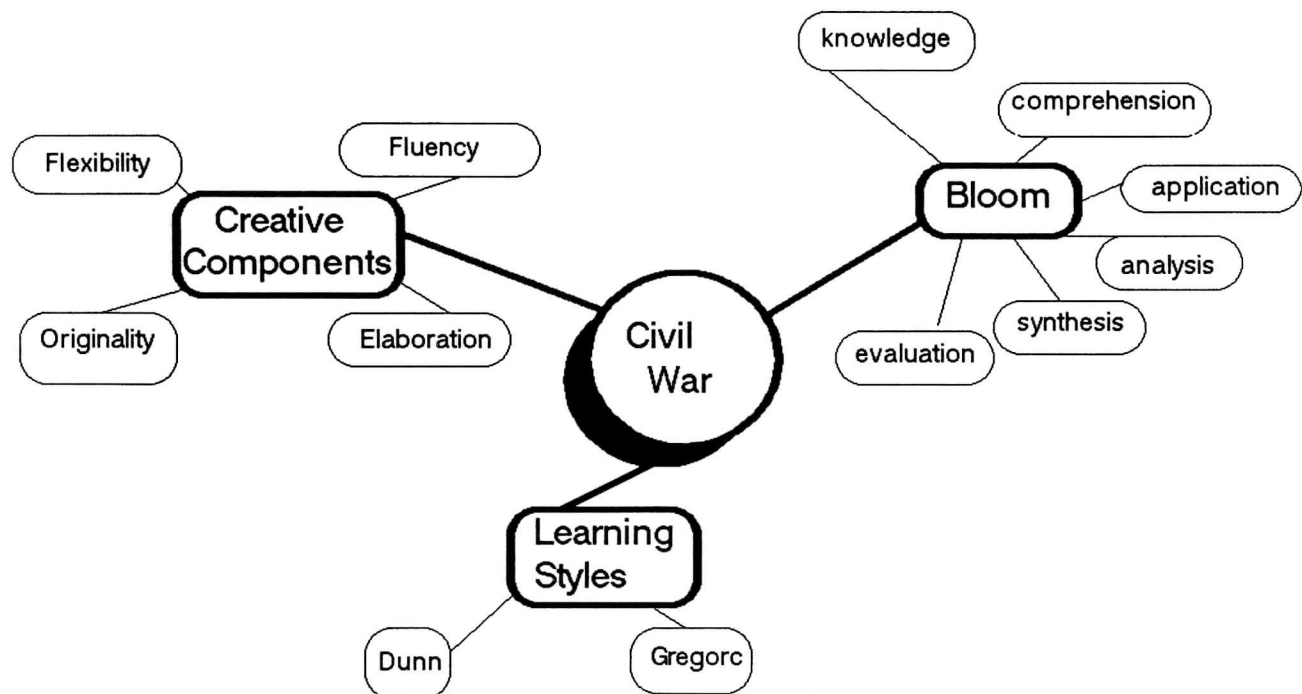 knowledge
comprehension
Fluency
Flexibility
Bloom
application
Creative
Components
analysis
synthesis
Originality
Elaboration
Civil
War
evaluation
Learning
Styles
Dunn
Gregorc